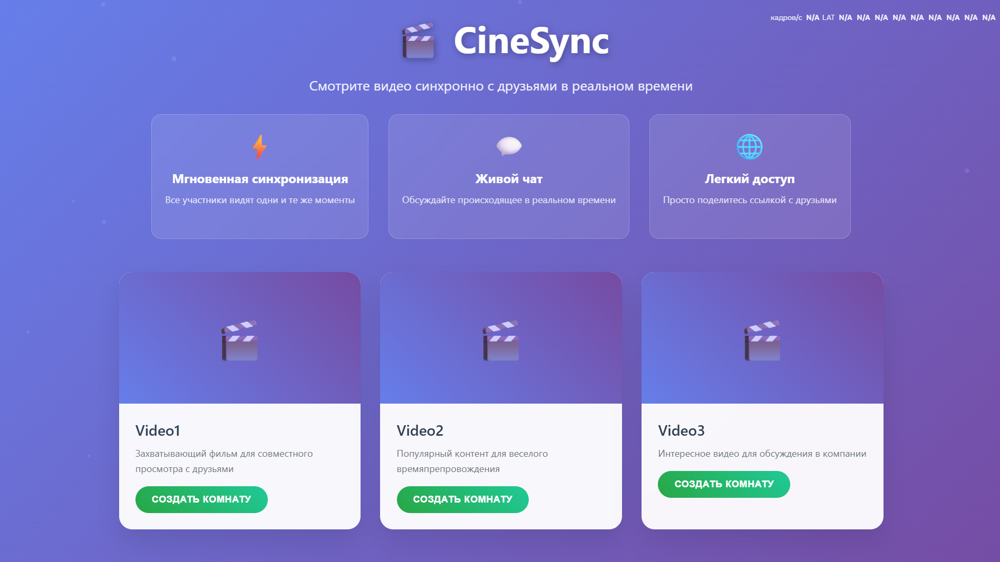 кадров/с N/A LAT N/A N/A N/A N/A N/A N/A N/A N/A N/A
CineSync
Смотрите видео синхронно с друзьями в реальном времени
Мгновенная синхронизация
Все участники видят одни и те же моменты
Живой чат
Обсуждайте происходящее в реальном времени
Легкий доступ
Просто поделитесь ссылкой с друзьями
Video1
Захватывающий фильм для совместного
просмотра с друзьями
СОЗДАТЬ КОМНАТУ
Video2
Популярный контент для веселого
времяпрепровождения
СОЗДАТЬ КОМНАТУ
Video3
Интересное видео для обсуждения в компании
СОЗДАТЬ КОМНАТУ